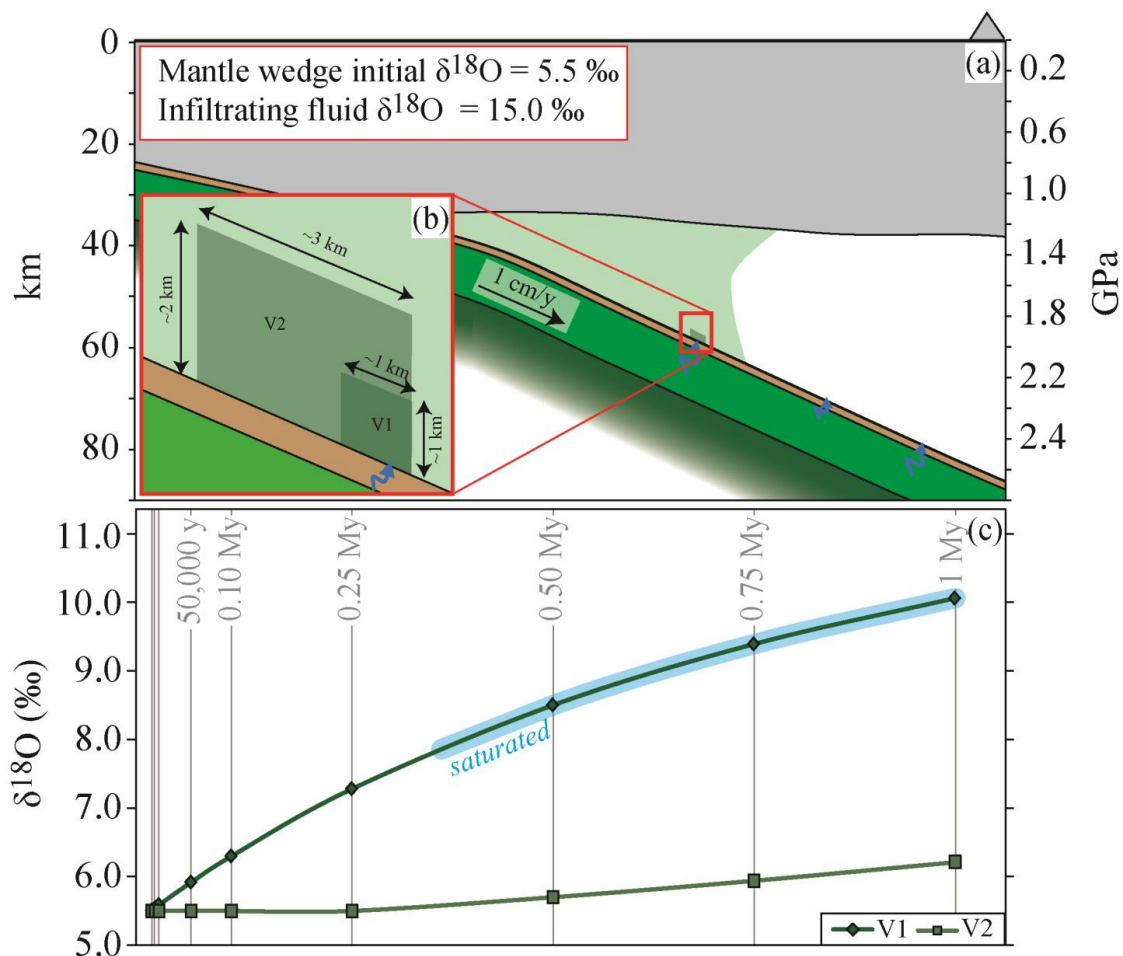 (a)
Mantle wedge initial δ18O = 5.5 ‰
Infiltrating fluid δ18O = 15.0 ‰
0
20
40
60
80
km
0.2
0.6
1.0
1.4
1.8
2.2
2.4
GPa
(b)
~3 km
~2 km
V2
~1 km
V1
~1 km
1 cm/y
(c)
50,000 y
0.10 My
0.25 My
0.50 My
0.75 My
1 My
11.0
10.0
9.0
8.0
7.0
6.0
5.0
δ18O (‰)
saturated
V1
V2